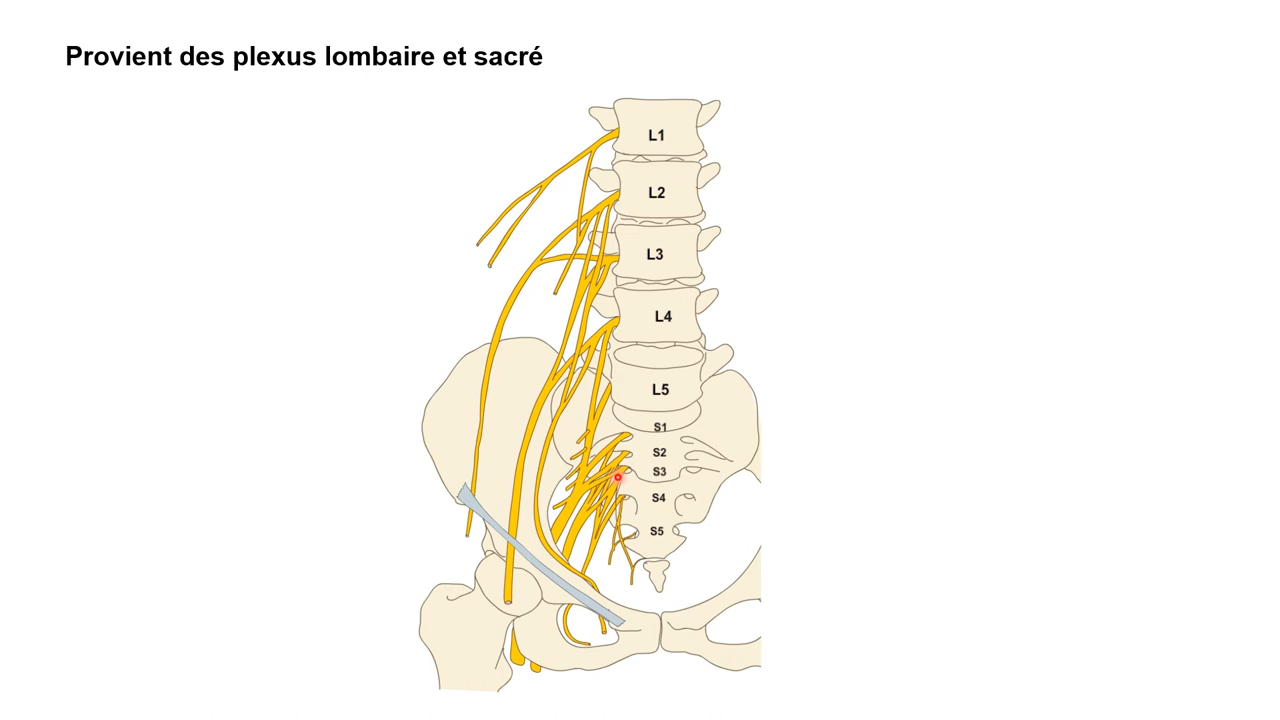 Provient des plexus lombaire et sacré
L1
L2
L3
L4
L5
S1
S2
S3
S4
S5